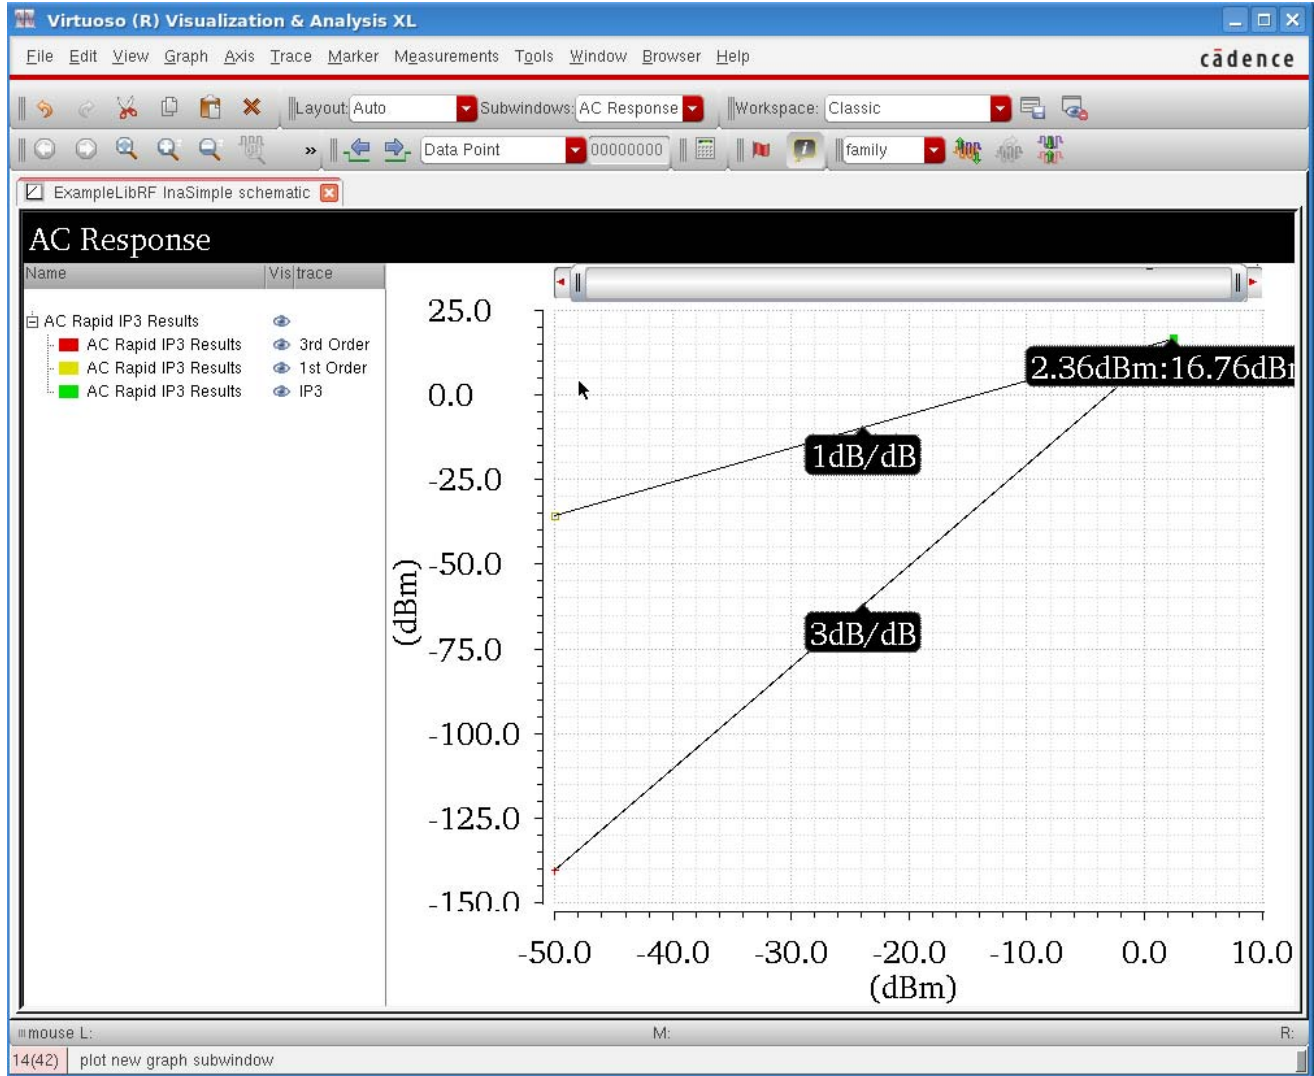 Virtuoso (R) Visualization & Analysis XL
File Edit View Graph Axis Trace Marker Measurements Tools Window Browser Help cādence
Layout: Auto Subwindows: AC Response Workspace: Classic
» Data Point 00000000 family
ExampleLibRF lnaSimple schematic
AC Response
Name Vis trace
AC Rapid IP3 Results
AC Rapid IP3 Results 3rd Order
AC Rapid IP3 Results 1st Order
AC Rapid IP3 Results IP3
25.0
0.0
-25.0
-50.0
-75.0
-100.0
-125.0
-150.0
(dBm)
2.36dBm:16.76dBm
1dB/dB
3dB/dB
-50.0 -40.0 -30.0 -20.0 -10.0 0.0 10.0
(dBm)
mouse L: M: R:
14(42) plot new graph subwindow